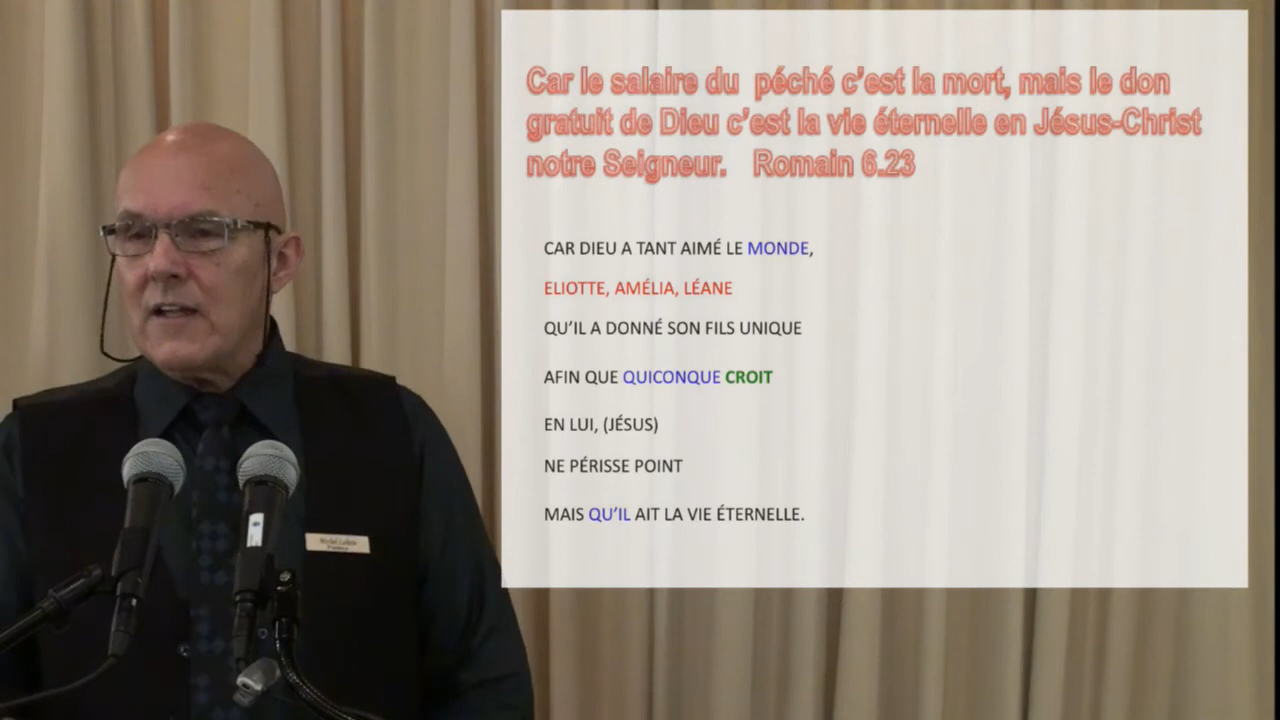 Car le salaire du  péché c’est la mort, mais le don
gratuit de Dieu c’est la vie éternelle en Jésus-Christ
notre Seigneur.   Romain 6.23
CAR DIEU A TANT AIMÉ LE MONDE,
ELIOTTE, AMÉLIA, LÉANE
QU’IL A DONNÉ SON FILS UNIQUE
AFIN QUE QUICONQUE CROIT
EN LUI, (JÉSUS)
NE PÉRISSE POINT
MAIS QU’IL AIT LA VIE ÉTERNELLE.